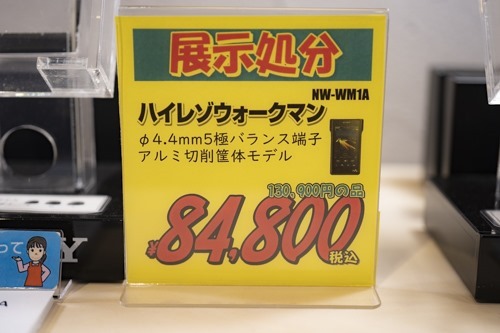 展示処分
NW-WM1A
ハイレゾウォークマン
φ4.4mm5極バランス端子
アルミ切削筐体モデル
130,900円の品
¥84,800
税込
って
Y